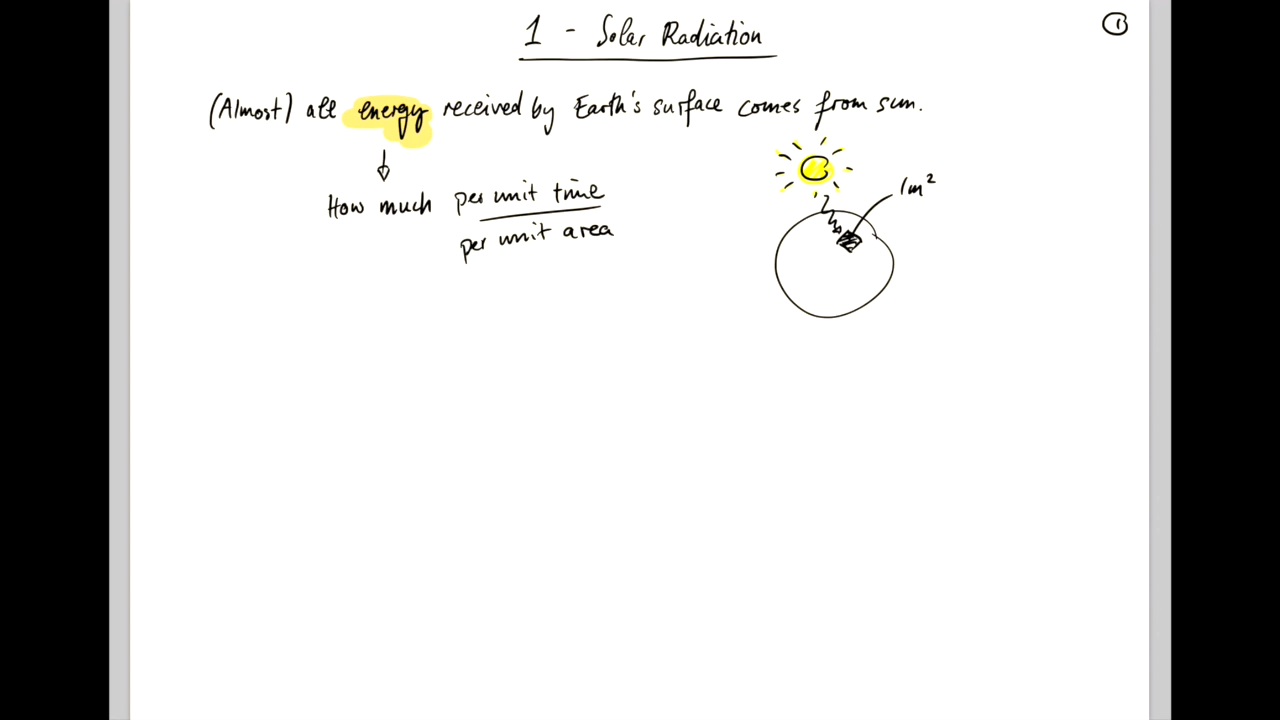 1 - Solar Radiation
①
(Almost) all energy received by Earth's surface comes from sun.
How much per unit time
per unit area
1m²